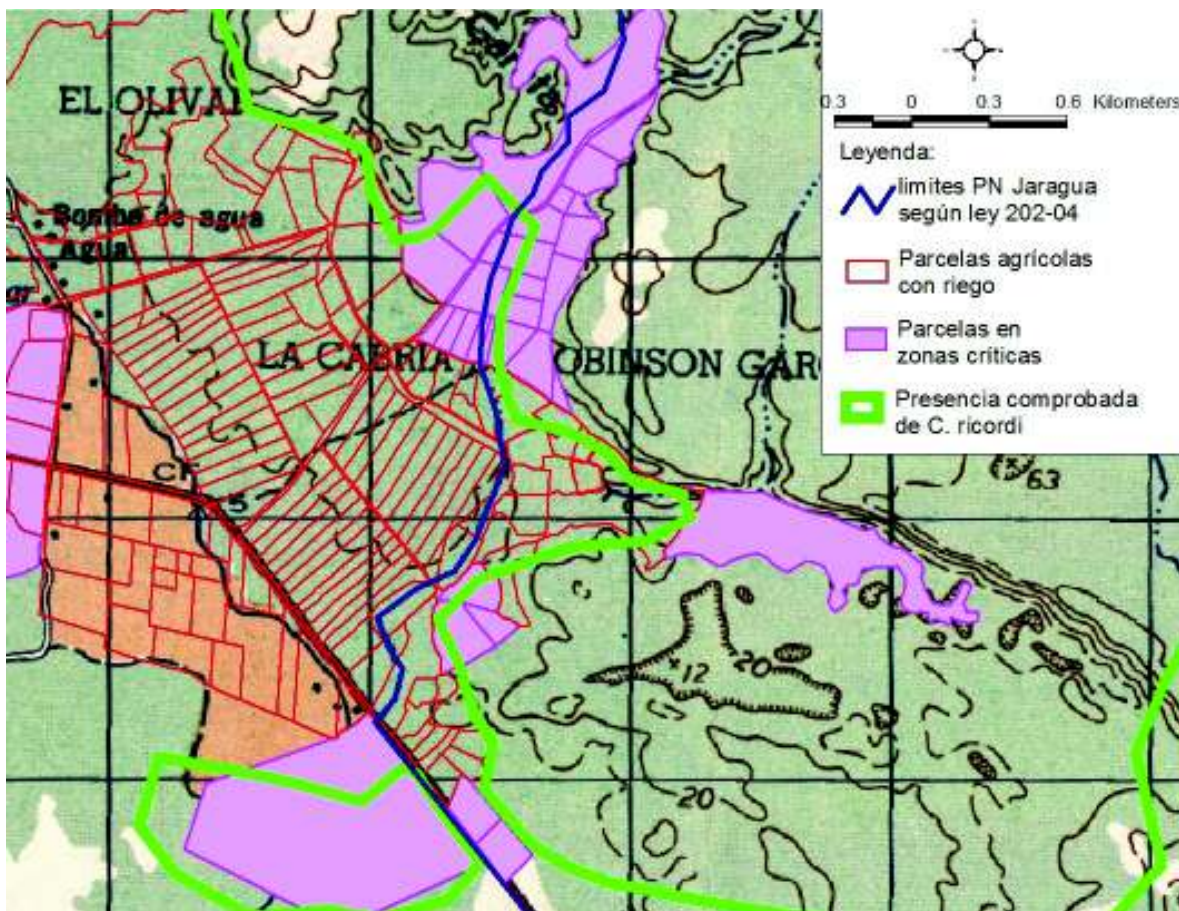 EL OLIVAR
Bomba de agua
Agua
LA CABRIA
OBINSON GAR
63
12
20
20
0.3 0 0.3 0.6 Kilometers
Leyenda:
limites PN Jaragua
según ley 202-04
Parcelas agrícolas
con riego
Parcelas en
zonas críticas
Presencia comprobada
de C. ricordi